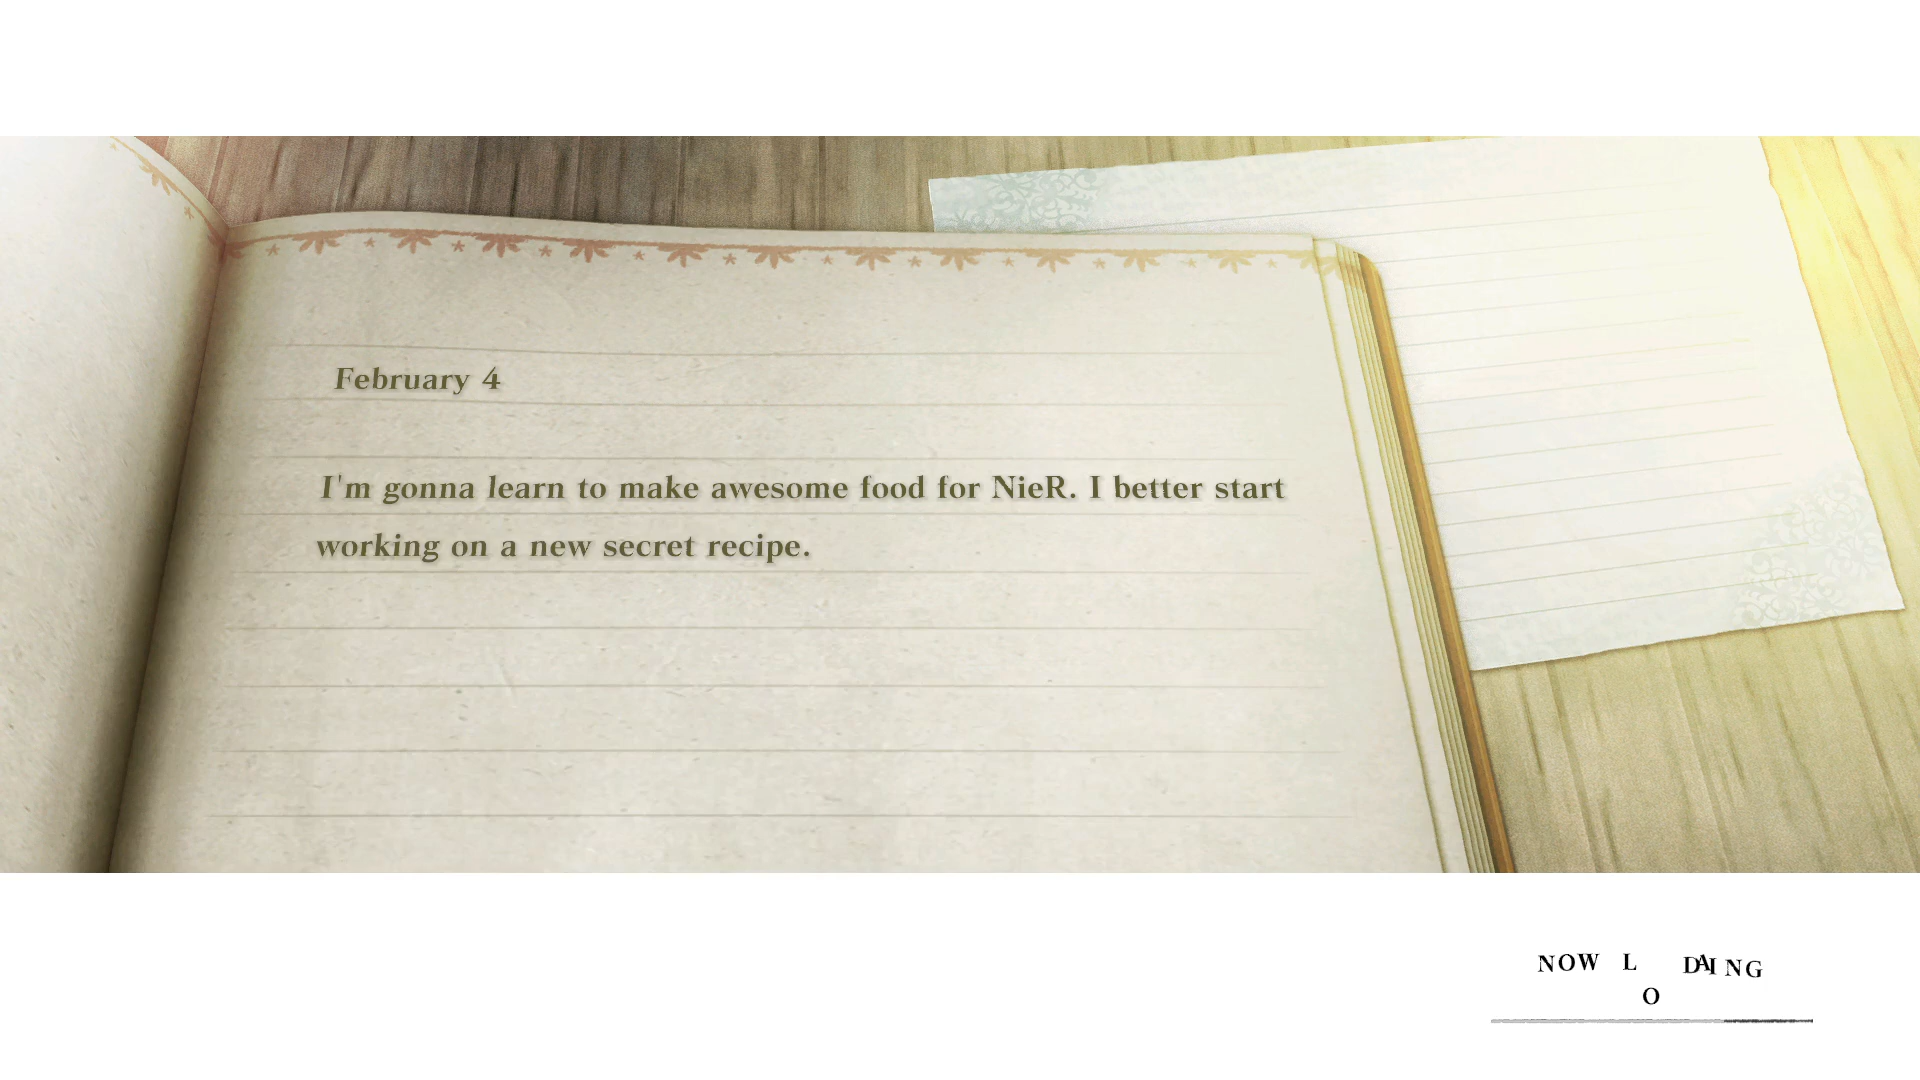 February 4
I'm gonna learn to make awesome food for NieR. I better start
working on a new secret recipe.
NOW LOADING